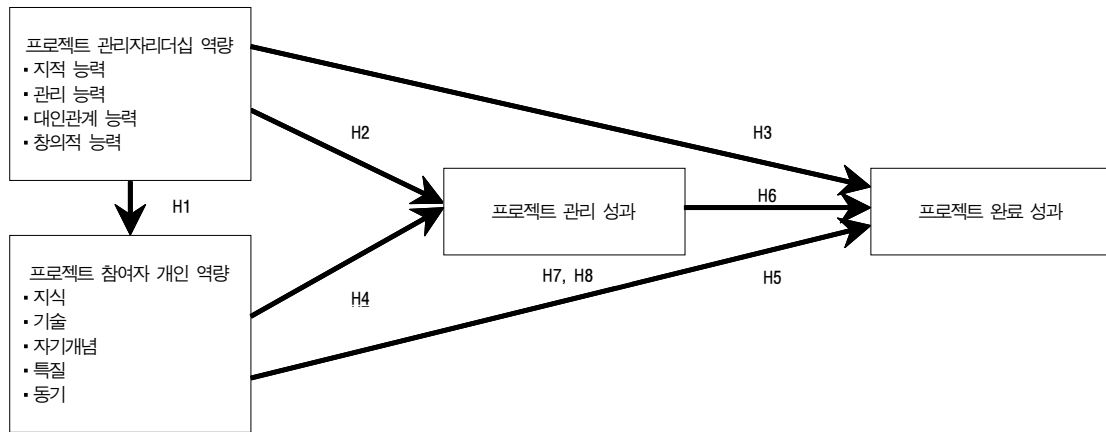 프로젝트 관리자리더십 역량
▪ 지적 능력
▪ 관리 능력
▪ 대인관계 능력
▪ 창의적 능력
H1
H2
H3
프로젝트 참여자 개인 역량
▪ 지식
▪ 기술
▪ 자기개념
▪ 특질
▪ 동기
H4
프로젝트 관리 성과
H6
H7, H8
H5
프로젝트 완료 성과